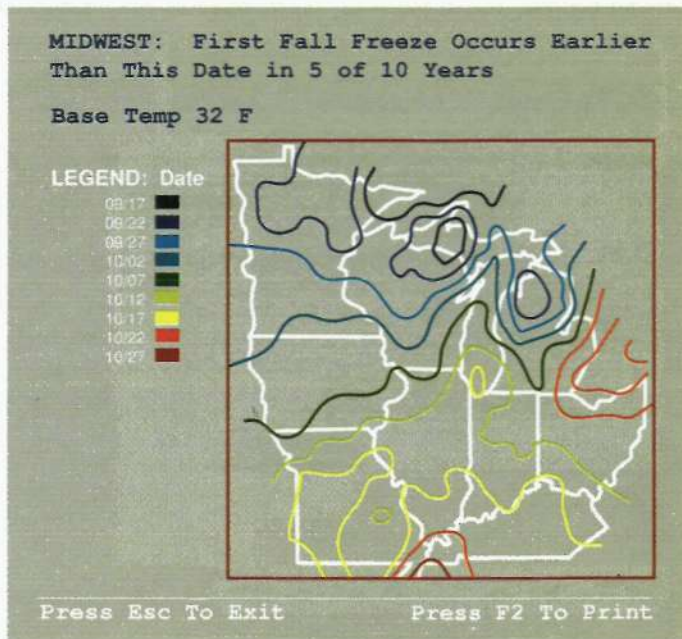 MIDWEST: First Fall Freeze Occurs Earlier
Than This Date in 5 of 10 Years
Base Temp 32 F
LEGEND: Date
09/17
09/22
09/27
10/02
10/07
10/12
10/17
10/22
10/27
Press Esc To Exit Press F2 To Print